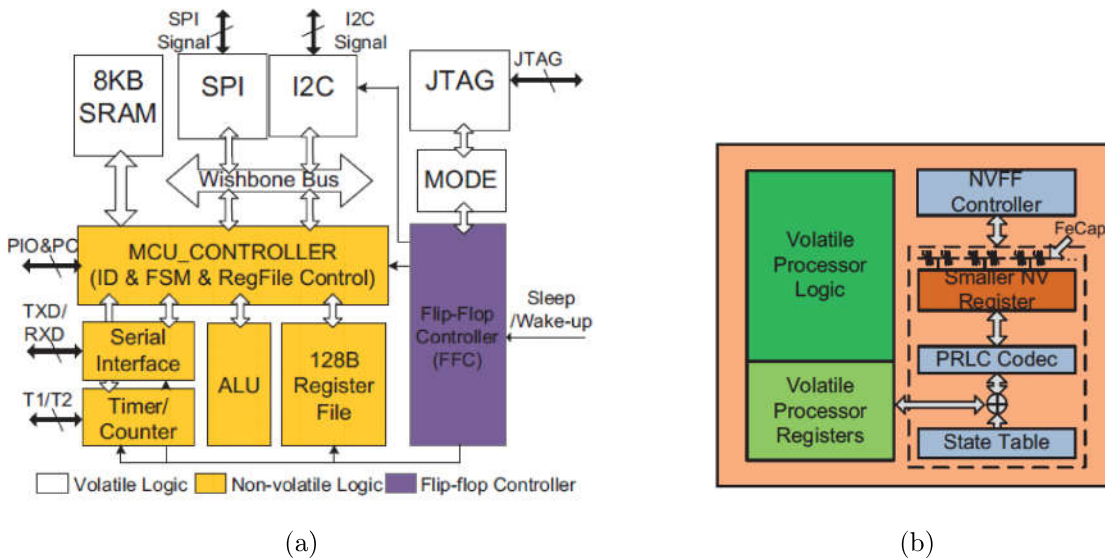 SPI
Signal
I2C
Signal
8KB
SRAM
SPI
I2C
JTAG
JTAG
Wishbone Bus
MODE
PIO&PC
MCU_CONTROLLER
(ID & FSM & RegFile Control)
TXD/
RXD
Serial
Interface
T1/T2
Timer/
Counter
ALU
128B
Register
File
Flip-Flop
Controller
(FFC)
Sleep
/Wake-up
Volatile Logic
Non-volatile Logic
Flip-flop Controller
(a)
Volatile
Processor
Logic
Volatile
Processor
Registers
NVFF
Controller
FeCap
Smaller NV
Register
PRLC Codec
State Table
(b)